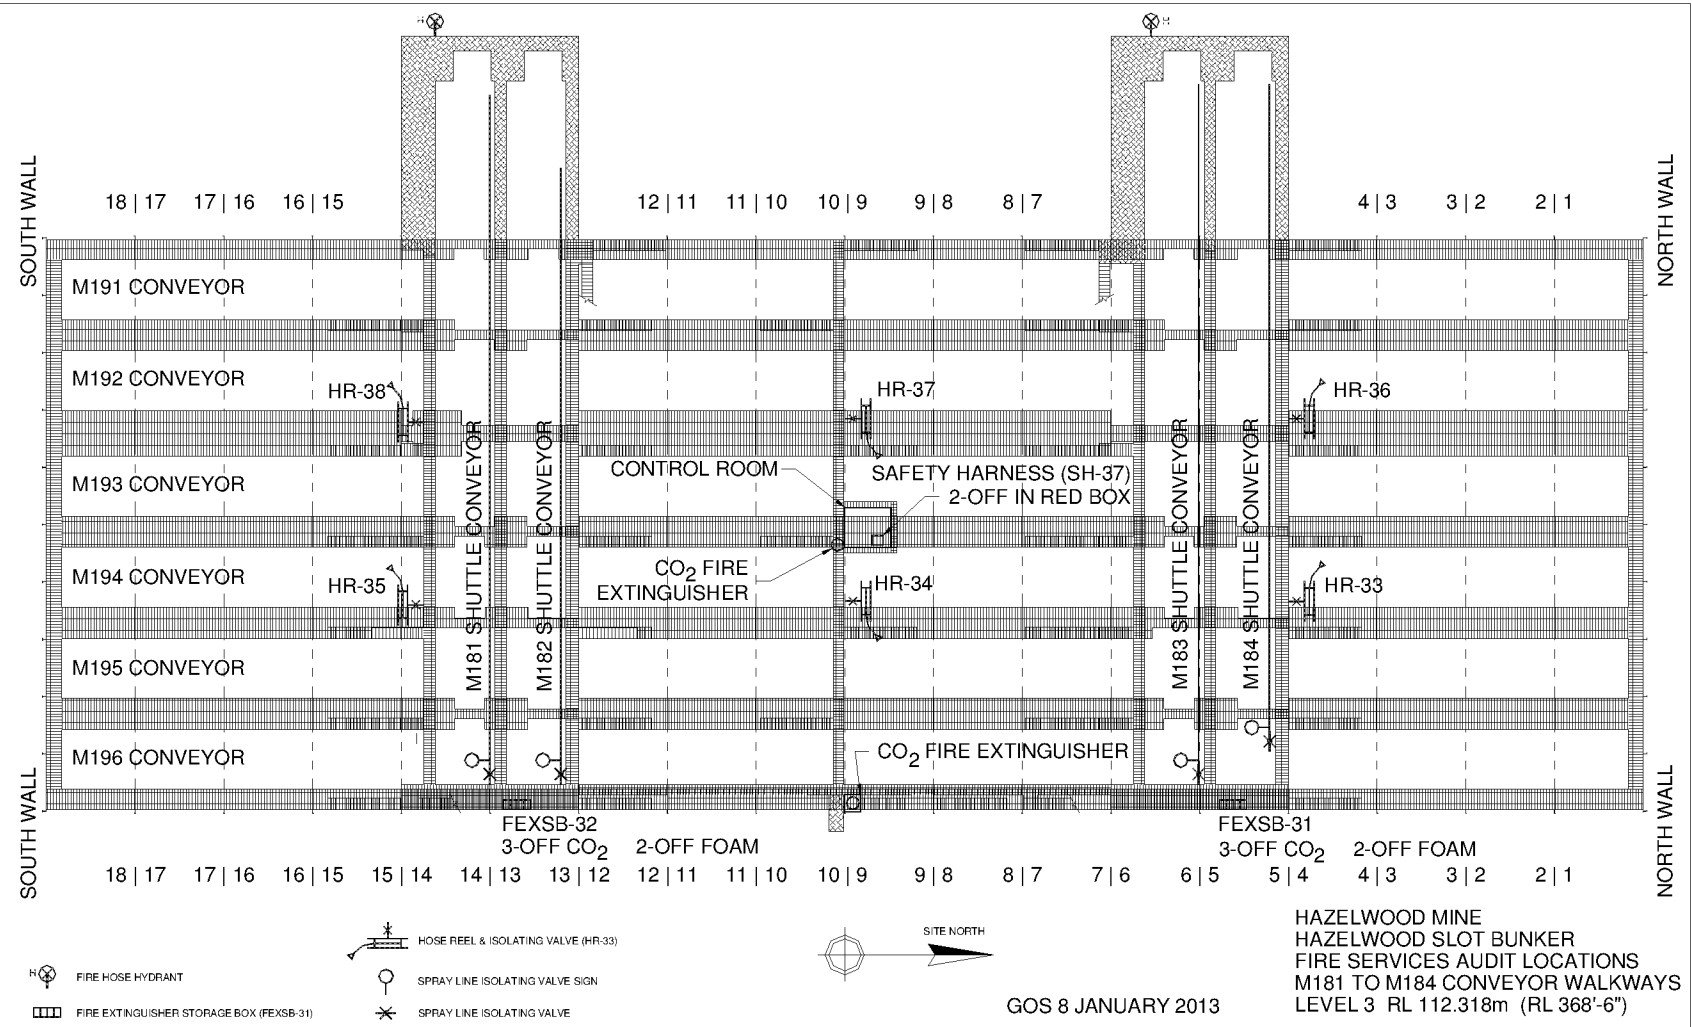 H
H
SOUTH WALL
NORTH WALL
18 | 17
17 | 16
16 | 15
12 | 11
11 | 10
10 | 9
9 | 8
8 | 7
4 | 3
3 | 2
2 | 1
M191 CONVEYOR
M192 CONVEYOR
HR-38
HR-37
HR-36
M193 CONVEYOR
CONTROL ROOM
SAFETY HARNESS (SH-37)
2-OFF IN RED BOX
M181 SHUTTLE CONVEYOR
M182 SHUTTLE CONVEYOR
M183 SHUTTLE CONVEYOR
M184 SHUTTLE CONVEYOR
M194 CONVEYOR
HR-35
CO2 FIRE
EXTINGUISHER
HR-34
HR-33
M195 CONVEYOR
M196 CONVEYOR
CO2 FIRE EXTINGUISHER
SOUTH WALL
NORTH WALL
FEXSB-32
3-OFF CO2 2-OFF FOAM
FEXSB-31
3-OFF CO2 2-OFF FOAM
18 | 17
17 | 16
16 | 15
15 | 14
14 | 13
13 | 12
12 | 11
11 | 10
10 | 9
9 | 8
8 | 7
7 | 6
6 | 5
5 | 4
4 | 3
3 | 2
2 | 1
HOSE REEL & ISOLATING VALVE (HR-33)
H
FIRE HOSE HYDRANT
SPRAY LINE ISOLATING VALVE SIGN
FIRE EXTINGUISHER STORAGE BOX (FEXSB-31)
SPRAY LINE ISOLATING VALVE
SITE NORTH
GOS 8 JANUARY 2013
HAZELWOOD MINE
HAZELWOOD SLOT BUNKER
FIRE SERVICES AUDIT LOCATIONS
M181 TO M184 CONVEYOR WALKWAYS
LEVEL 3 RL 112.318m (RL 368'-6")